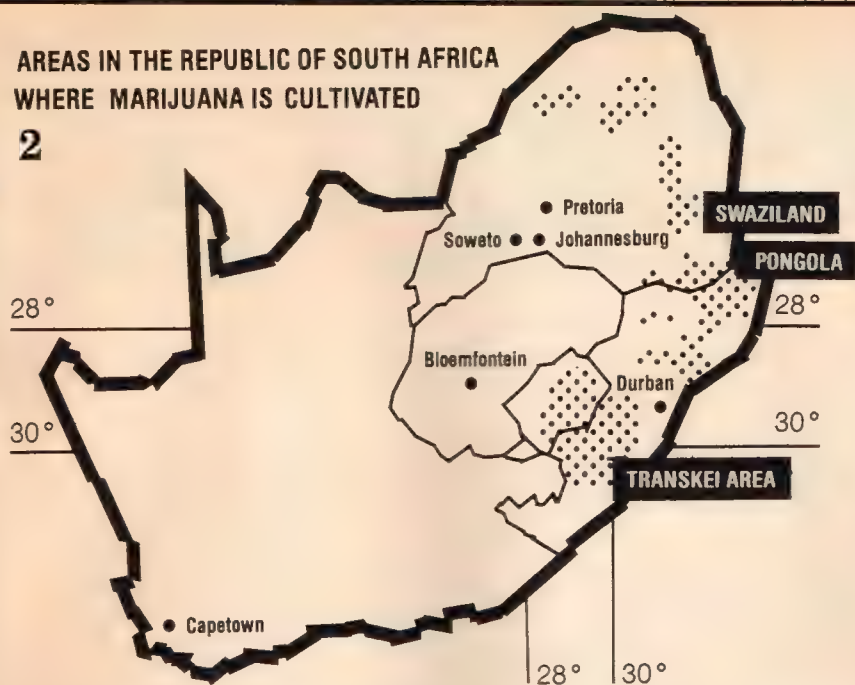 AREAS IN THE REPUBLIC OF SOUTH AFRICA
WHERE MARIJUANA IS CULTIVATED
2
Pretoria
SWAZILAND
Soweto
Johannesburg
PONGOLA
28°
28°
Bloemfontein
Durban
30°
30°
TRANSKEI AREA
Capetown
28°
30°